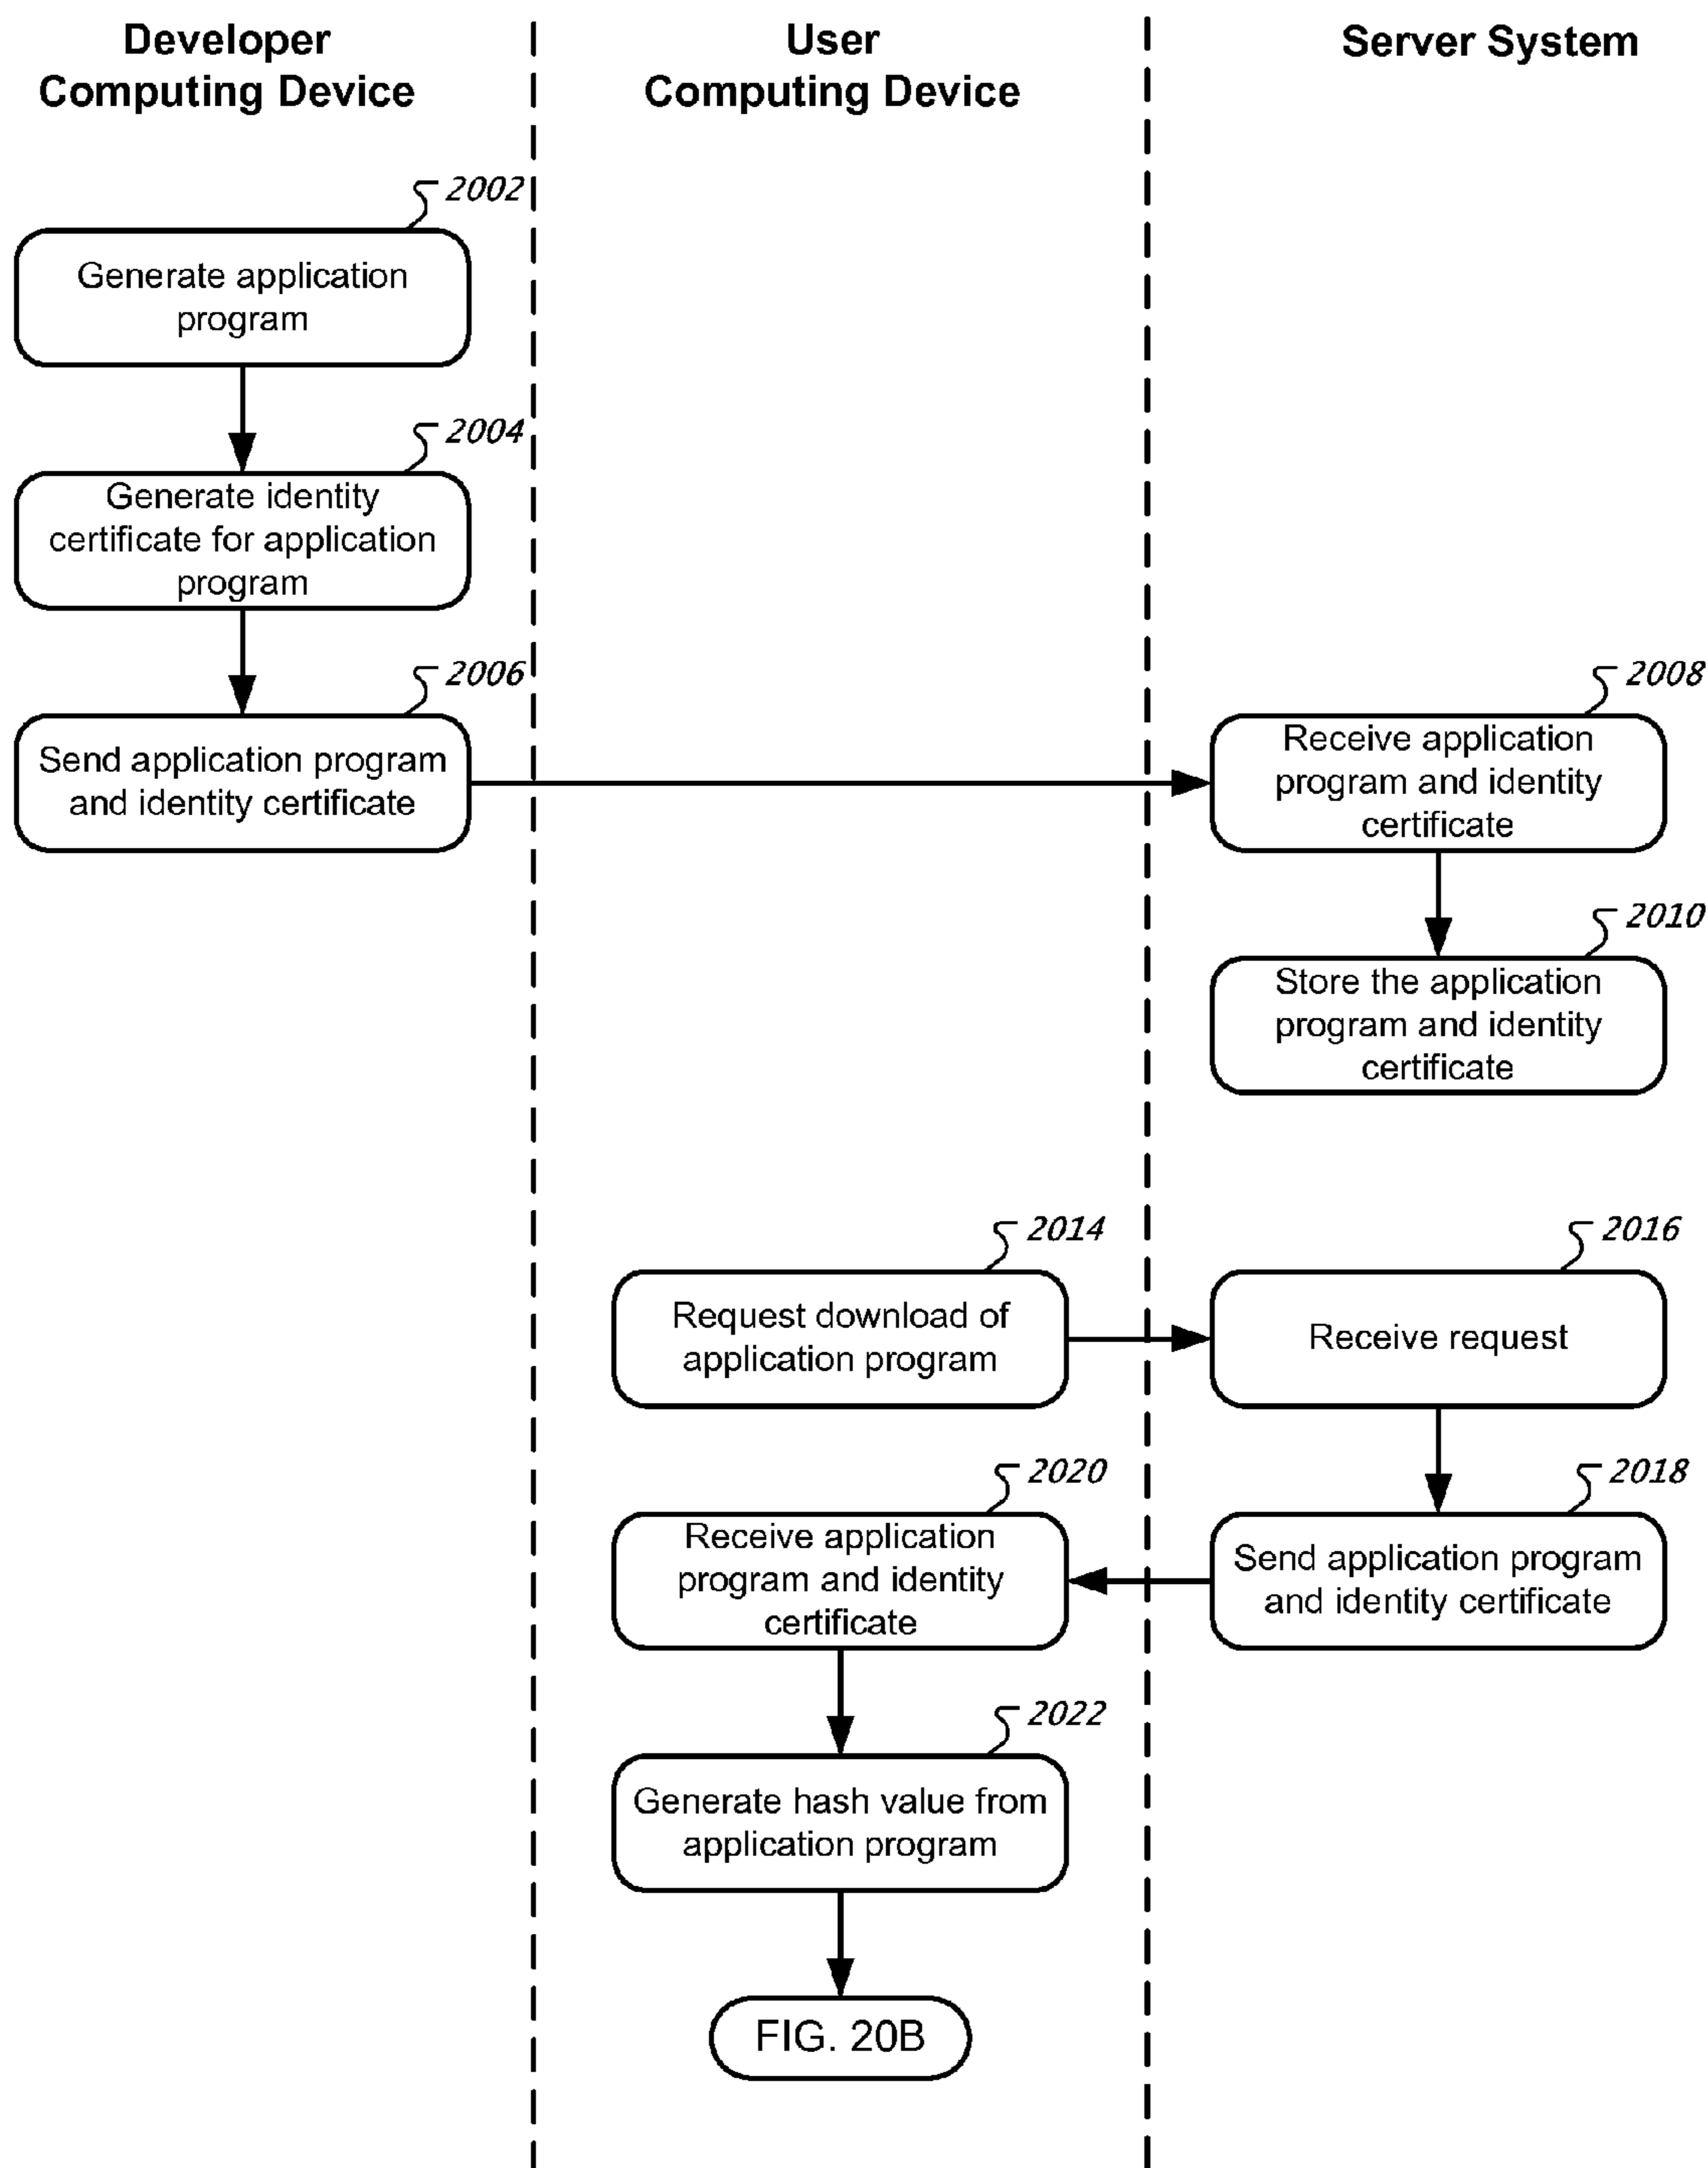 Developer
Computing Device
User
Computing Device
Server System
2002
Generate application
program
2004
Generate identity
certificate for application
program
2006
Send application program
and identity certificate
2008
Receive application
program and identity
certificate
2010
Store the application
program and identity
certificate
2014
Request download of
application program
2016
Receive request
2018
Send application program
and identity certificate
2020
Receive application
program and identity
certificate
2022
Generate hash value from
application program
FIG. 20B